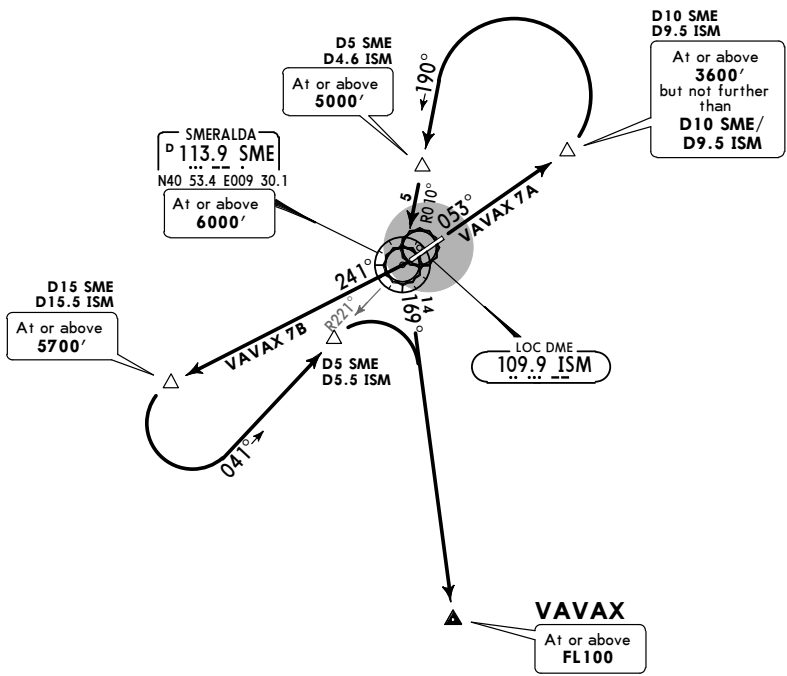 D10 SME
D9.5 ISM
At or above
3600′
but not further
than
D10 SME/
D9.5 ISM
D5 SME
D4.6 ISM
At or above
5000′
←190°
SMERALDA
D 113.9 SME
N40 53.4 E009 30.1
At or above
6000′
5
R010°
053°
VAVAX 7A
241°
VAVAX 7B
R221°
14
169°
D15 SME
D15.5 ISM
At or above
5700′
LOC DME
109.9 ISM
D5 SME
D5.5 ISM
041°→
VAVAX
At or above
FL100